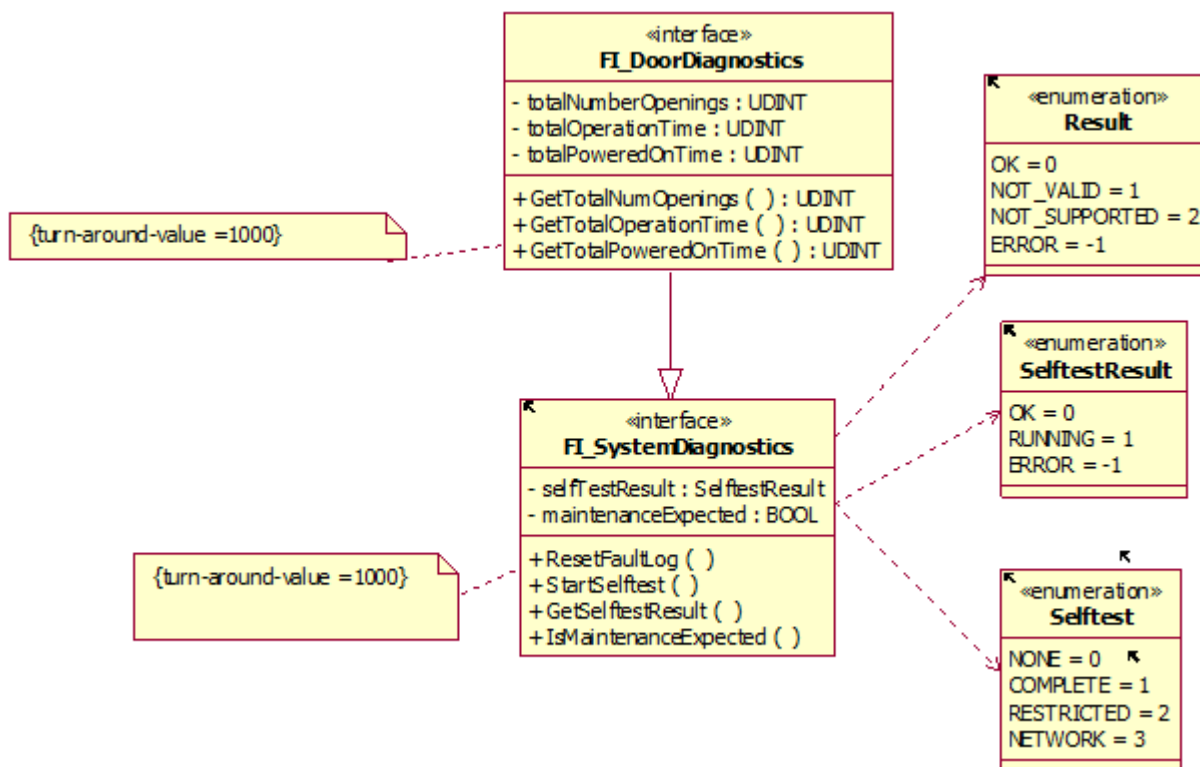 «interface»
FI_DoorDiagnostics
- totalNumberOpenings : UDINT
- totalOperationTime : UDINT
- totalPoweredOnTime : UDINT
+ GetTotalNumOpenings ( ) : UDINT
+ GetTotalOperationTime ( ) : UDINT
+ GetTotalPoweredOnTime ( ) : UDINT
{turn-around-value =1000}
«enumeration»
Result
OK = 0
NOT_VALID = 1
NOT_SUPPORTED = 2
ERROR = -1
«enumeration»
SelftestResult
OK = 0
RUNNING = 1
ERROR = -1
«interface»
FI_SystemDiagnostics
- selfTestResult : SelftestResult
- maintenanceExpected : BOOL
+ ResetFaultLog ( )
+ StartSelftest ( )
+ GetSelftestResult ( )
+ IsMaintenanceExpected ( )
{turn-around-value =1000}
«enumeration»
Selftest
NONE = 0
COMPLETE = 1
RESTRICTED = 2
NETWORK = 3